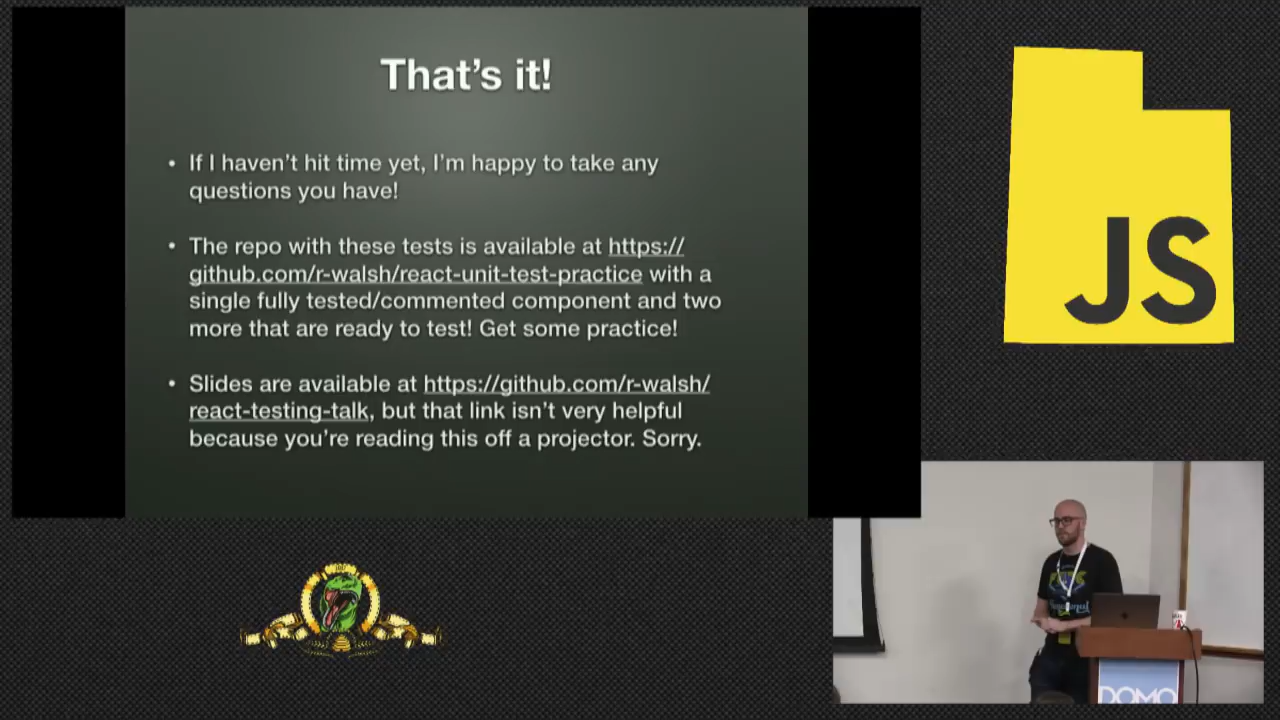 That's it!
• If I haven't hit time yet, I'm happy to take any
questions you have!
• The repo with these tests is available at https://
github.com/r-walsh/react-unit-test-practice with a
single fully tested/commented component and two
more that are ready to test! Get some practice!
• Slides are available at https://github.com/r-walsh/
react-testing-talk, but that link isn't very helpful
because you're reading this off a projector. Sorry.
JS
DOMO